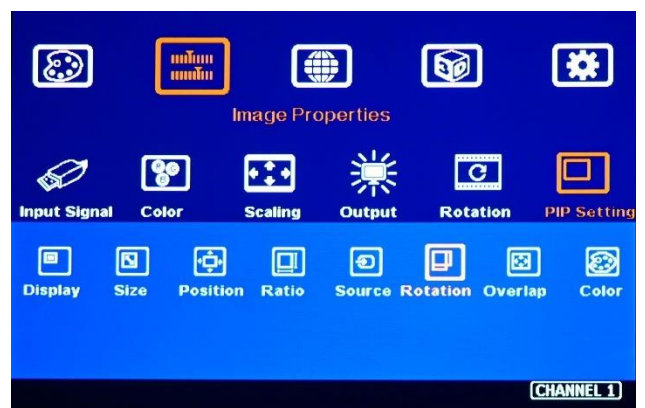 Image Properties
Input Signal Color Scaling Output Rotation PIP Setting
Display Size Position Ratio Source Rotation Overlap Color
CHANNEL 1